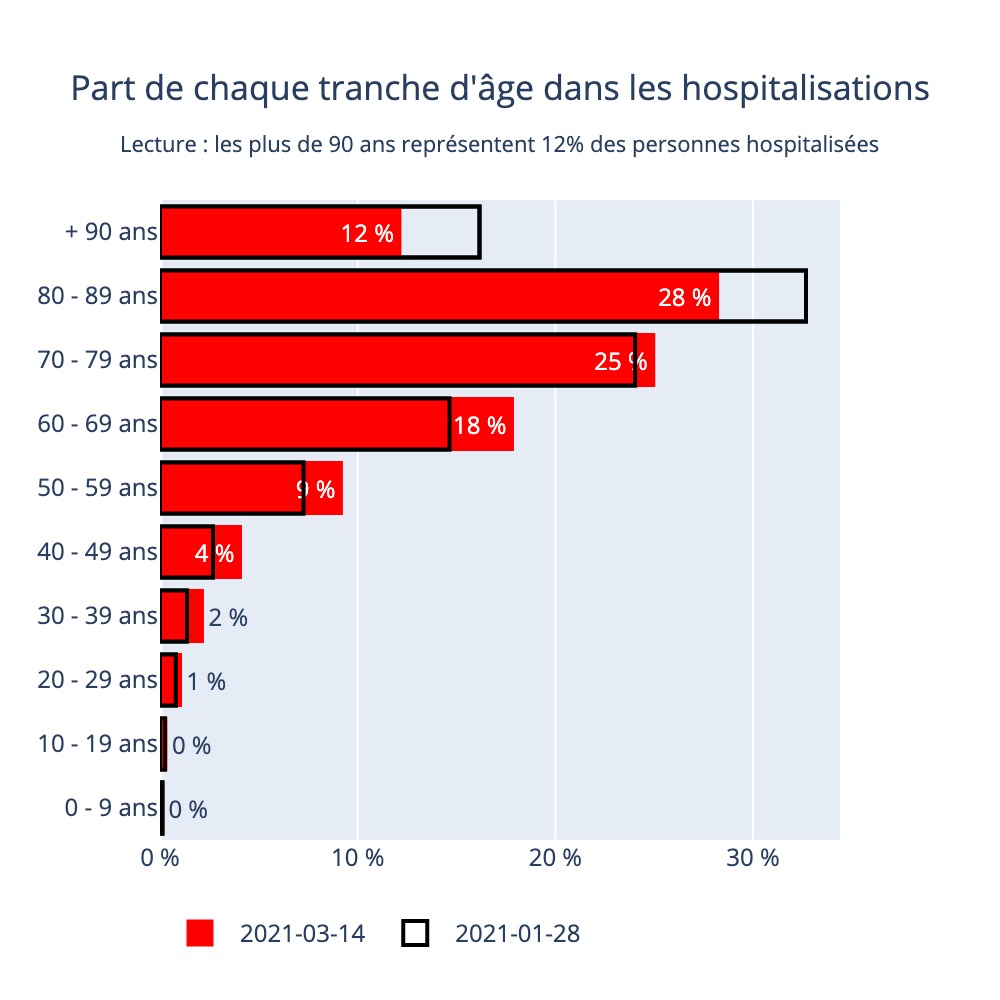 Part de chaque tranche d'âge dans les hospitalisations
Lecture : les plus de 90 ans représentent 12% des personnes hospitalisées
+ 90 ans 12 %
80 - 89 ans 28 %
70 - 79 ans 25 %
60 - 69 ans 18 %
50 - 59 ans 9 %
40 - 49 ans 4 %
30 - 39 ans 2 %
20 - 29 ans 1 %
10 - 19 ans 0 %
0 - 9 ans 0 %
0 % 10 % 20 % 30 %
2021-03-14 2021-01-28